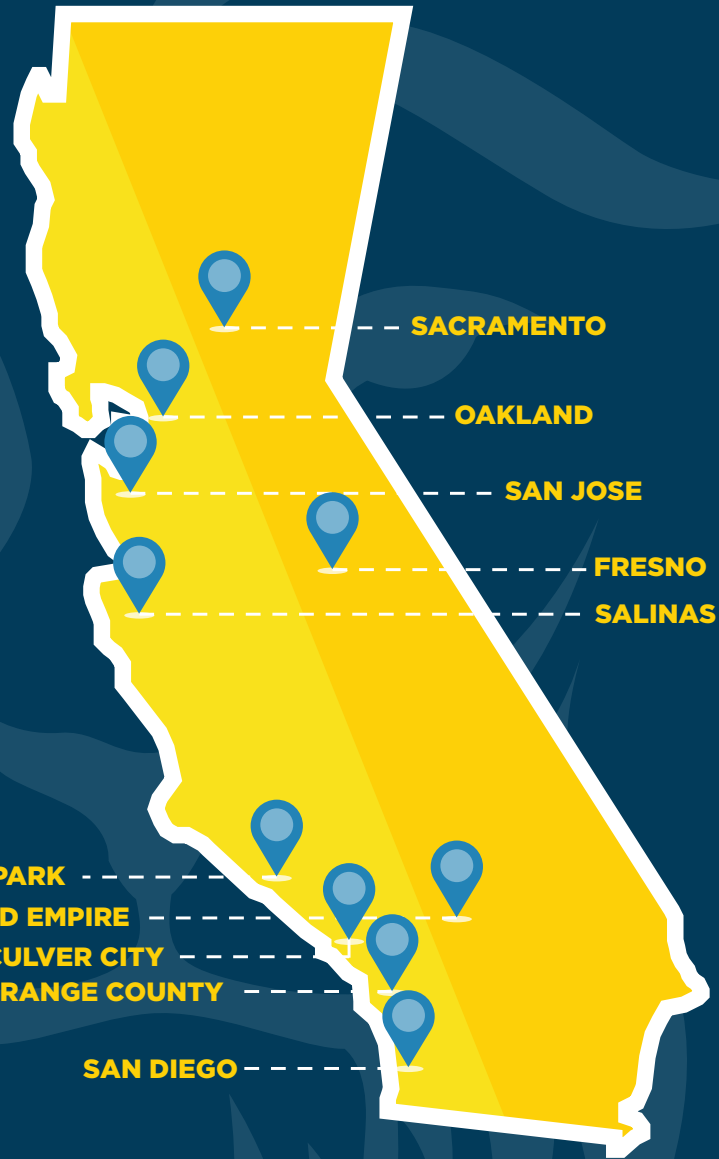 SACRAMENTO
OAKLAND
SAN JOSE
FRESNO
SALINAS
PARK
D EMPIRE
CULVER CITY
RANGE COUNTY
SAN DIEGO